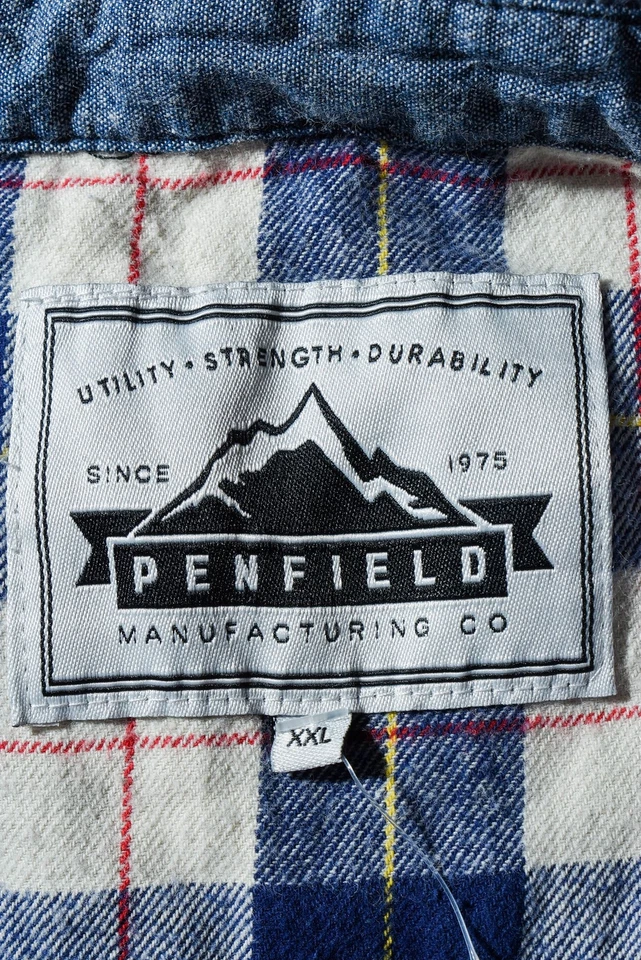 UTILITY • STRENGTH • DURABILITY
SINCE 1975
PENFIELD
MANUFACTURING CO
XXL